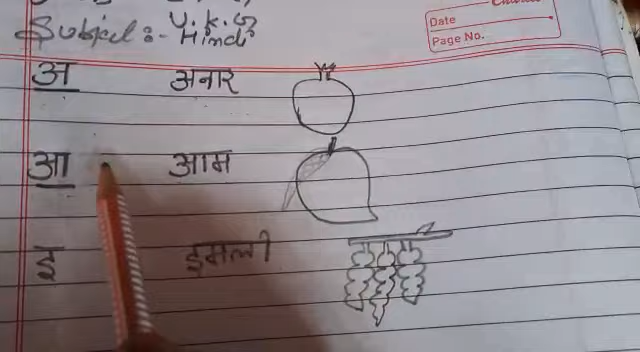 U.K.G
Subject:- Hindi
Date
Page No.
अ अनार
आ आम
इ इमली